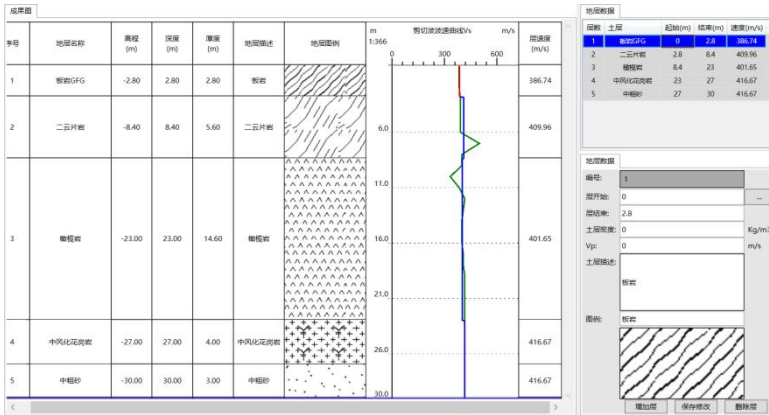 成果图
序号 地层名称 高程(m) 深度(m) 厚度(m) 地层描述 地层图例 m 1:366 剪切波波速曲线Vs m/s 层速度(m/s)
0 300 600
1 板岩GFG -2.80 2.80 2.80 板岩 386.74
2 二云片岩 -8.40 8.40 5.60 二云片岩 409.96
6.0
11.0
3 橄榄岩 -23.00 23.00 14.60 橄榄岩 16.0 401.65
21.0
4 中风化花岗岩 -27.00 27.00 4.00 中风化花岗岩 416.67
26.0
5 中粗砂 -30.00 30.00 3.00 中粗砂 416.67
30.0
地层数据
层数 土层 起始(m) 结束(m) 速度(m/s)
1 板岩GFG 0 2.8 386.74
2 二云片岩 2.8 8.4 409.96
3 橄榄岩 8.4 23 401.65
4 中风化花岗岩 23 27 416.67
5 中粗砂 27 30 416.67
地层数据
编号: 1
层开始: 0 ...
层结束: 2.8
土层密度: 0 Kg/m3
Vp: 0 m/s
土层描述:
板岩
图例: 板岩
增加层 保存修改 删除层